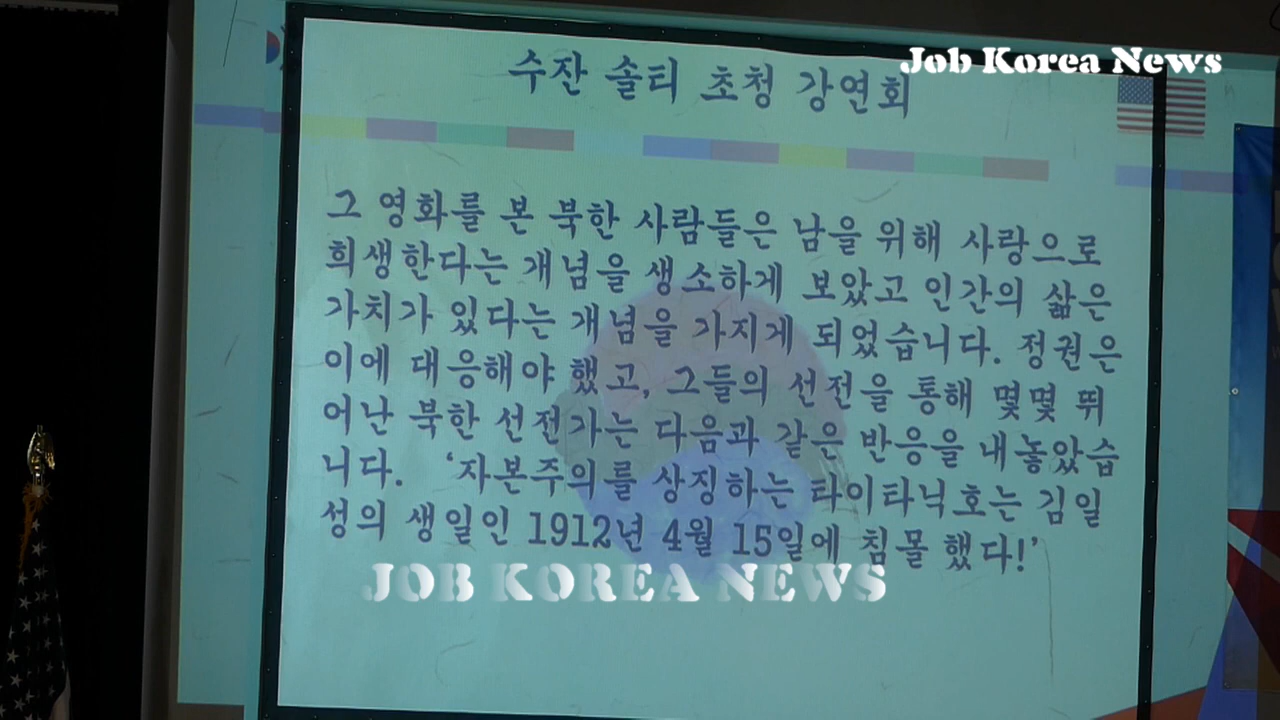 수잔 솔티 초청 강연회
Job Korea News
그 영화를 본 북한 사람들은 남을 위해 사랑으로
희생한다는 개념을 생소하게 보았고 인간의 삶은
가치가 있다는 개념을 가지게 되었습니다. 정권은
이에 대응해야 했고, 그들의 선전을 통해 몇몇 뛰
어난 북한 선전가는 다음과 같은 반응을 내놓았습
니다. ‘자본주의를 상징하는 타이타닉호는 김일
성의 생일인 1912년 4월 15일에 침몰 했다!’
JOB KOREA NEWS